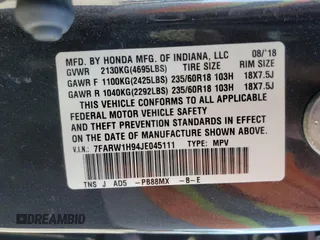 MFD. BY HONDA MFG. OF INDIANA, LLC 08/'18
GVWR 2130KG(4695LBS) TIRE SIZE RIM SIZE
GAWR F 1100KG(2425LBS) 235/60R18 103H 18X7.5J
GAWR R 1040KG(2292LBS) 235/60R18 103H 18X7.5J
THIS VEHICLE CONFORMS TO ALL APPLICABLE
FEDERAL MOTOR VEHICLE SAFETY
AND THEFT PREVENTION STANDARDS IN EFFECT
ON THE DATE OF MANUFACTURE SHOWN ABOVE.
V.I.N.: 7FARW1H94JE045111 TYPE: MPV
TNS J AD5 -PB88MX -B-E
DREAMBID